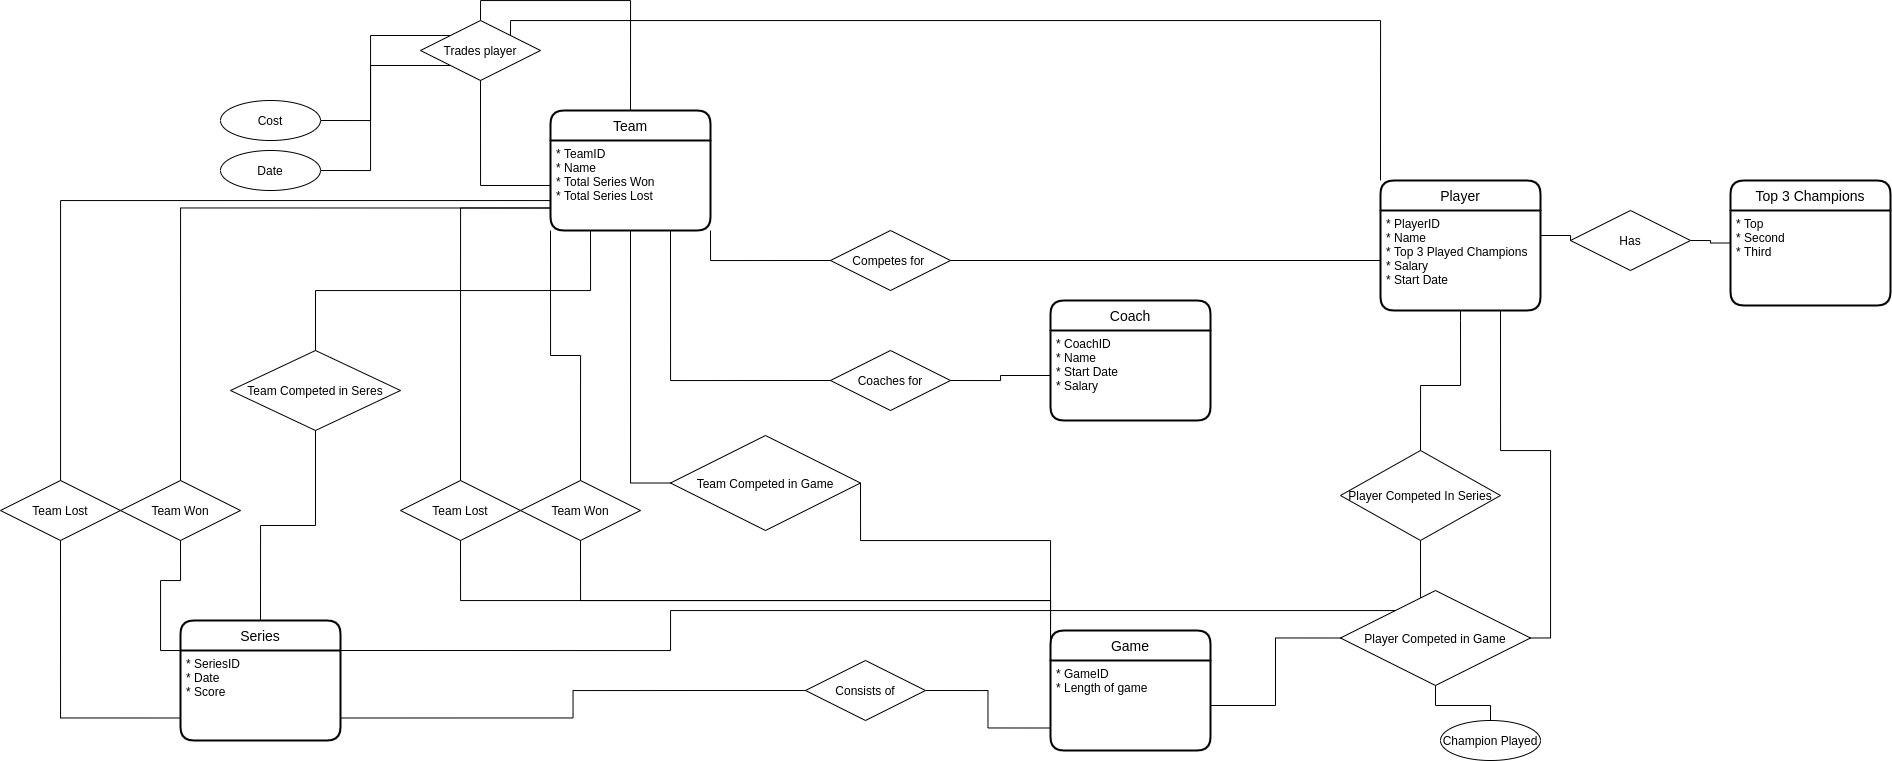 Trades player
Cost
Date
Team
* TeamID
* Name
* Total Series Won
* Total Series Lost
Player
* PlayerID
* Name
* Top 3 Played Champions
* Salary
* Start Date
Has
Top 3 Champions
* Top
* Second
* Third
Competes for
Coach
* CoachID
* Name
* Start Date
* Salary
Coaches for
Team Competed in Seres
Team Competed in Game
Player Competed In Series
Team Lost
Team Won
Team Lost
Team Won
Series
* SeriesID
* Date
* Score
Consists of
Game
* GameID
* Length of game
Player Competed in Game
Champion Played